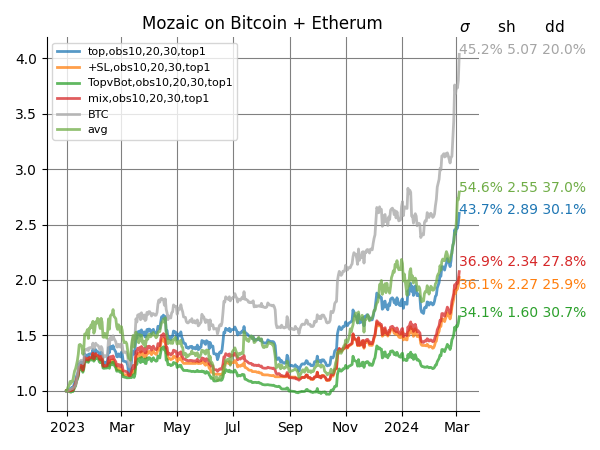 Mozaic on Bitcoin + Etherum
σ sh dd
45.2% 5.07 20.0%
4.0
top,obs10,20,30,top1
+SL,obs10,20,30,top1
TopvBot,obs10,20,30,top1
mix,obs10,20,30,top1
BTC
avg
3.5
3.0
54.6% 2.55 37.0%
43.7% 2.89 30.1%
2.5
36.9% 2.34 27.8%
2.0
36.1% 2.27 25.9%
34.1% 1.60 30.7%
1.5
1.0
2023 Mar May Jul Sep Nov 2024 Mar